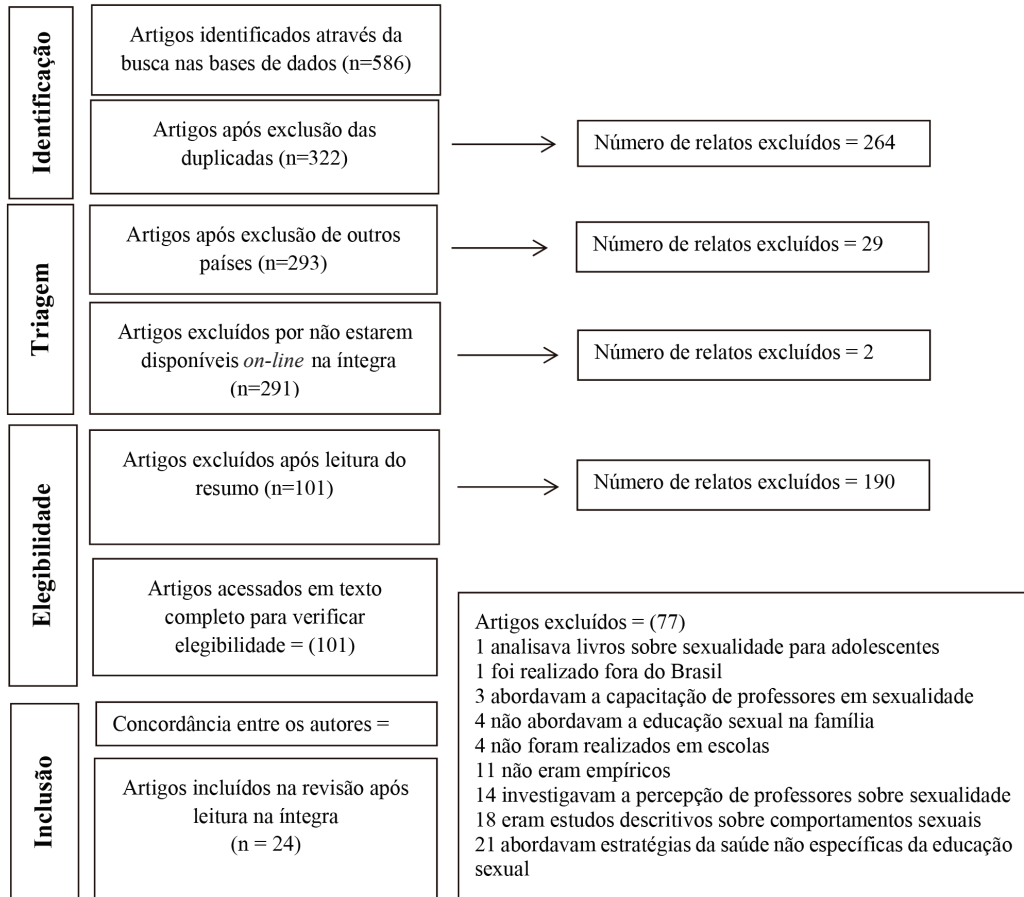 Identificação
Artigos identificados através da
busca nas bases de dados (n=586)
Artigos após exclusão das
duplicadas (n=322)
Número de relatos excluídos = 264
Triagem
Artigos após exclusão de outros
países (n=293)
Número de relatos excluídos = 29
Artigos excluídos por não estarem
disponíveis on-line na íntegra
(n=291)
Número de relatos excluídos = 2
Elegibilidade
Artigos excluídos após leitura do
resumo (n=101)
Número de relatos excluídos = 190
Artigos acessados em texto
completo para verificar
elegibilidade = (101)
Artigos excluídos = (77)
1 analisava livros sobre sexualidade para adolescentes
1 foi realizado fora do Brasil
3 abordavam a capacitação de professores em sexualidade
4 não abordavam a educação sexual na família
4 não foram realizados em escolas
11 não eram empíricos
14 investigavam a percepção de professores sobre sexualidade
18 eram estudos descritivos sobre comportamentos sexuais
21 abordavam estratégias da saúde não específicas da educação
sexual
Inclusão
Concordância entre os autores =
Artigos incluídos na revisão após
leitura na íntegra
(n = 24)